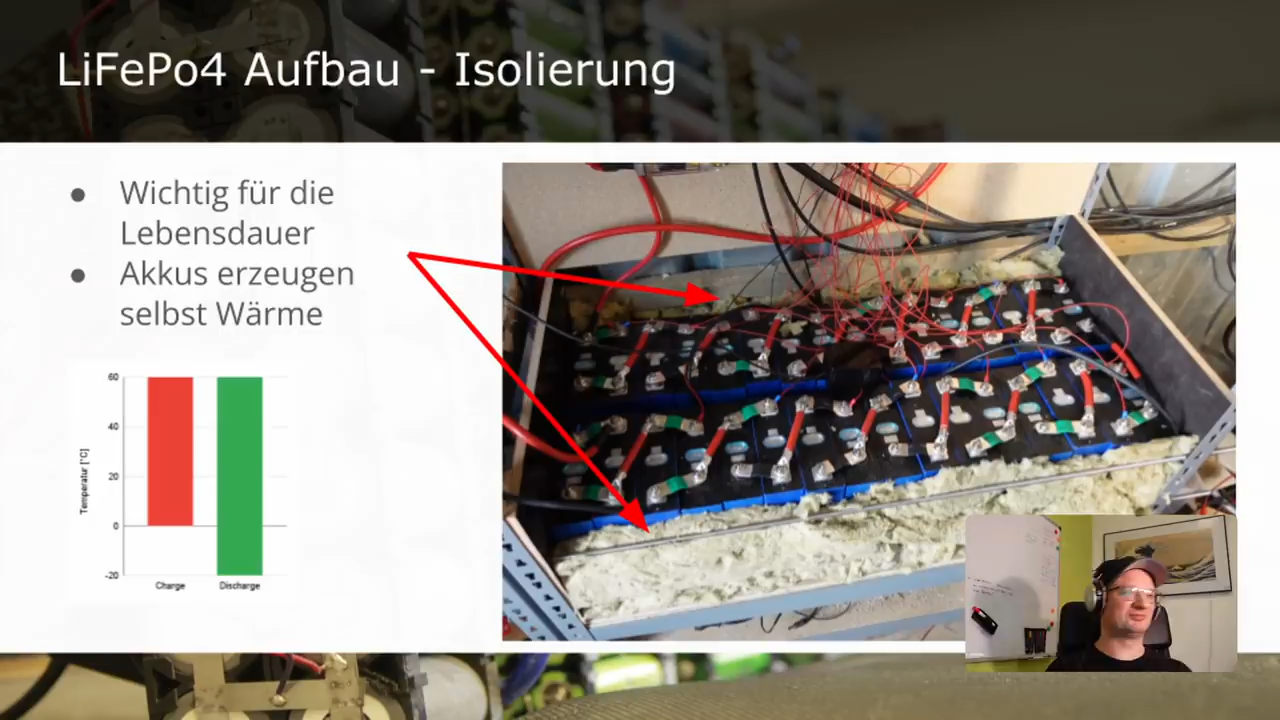 LiFePo4 Aufbau - Isolierung
● Wichtig für die
Lebensdauer
● Akkus erzeugen
selbst Wärme
Temperatur [°C]
60
40
20
0
-20
Charge
Discharge